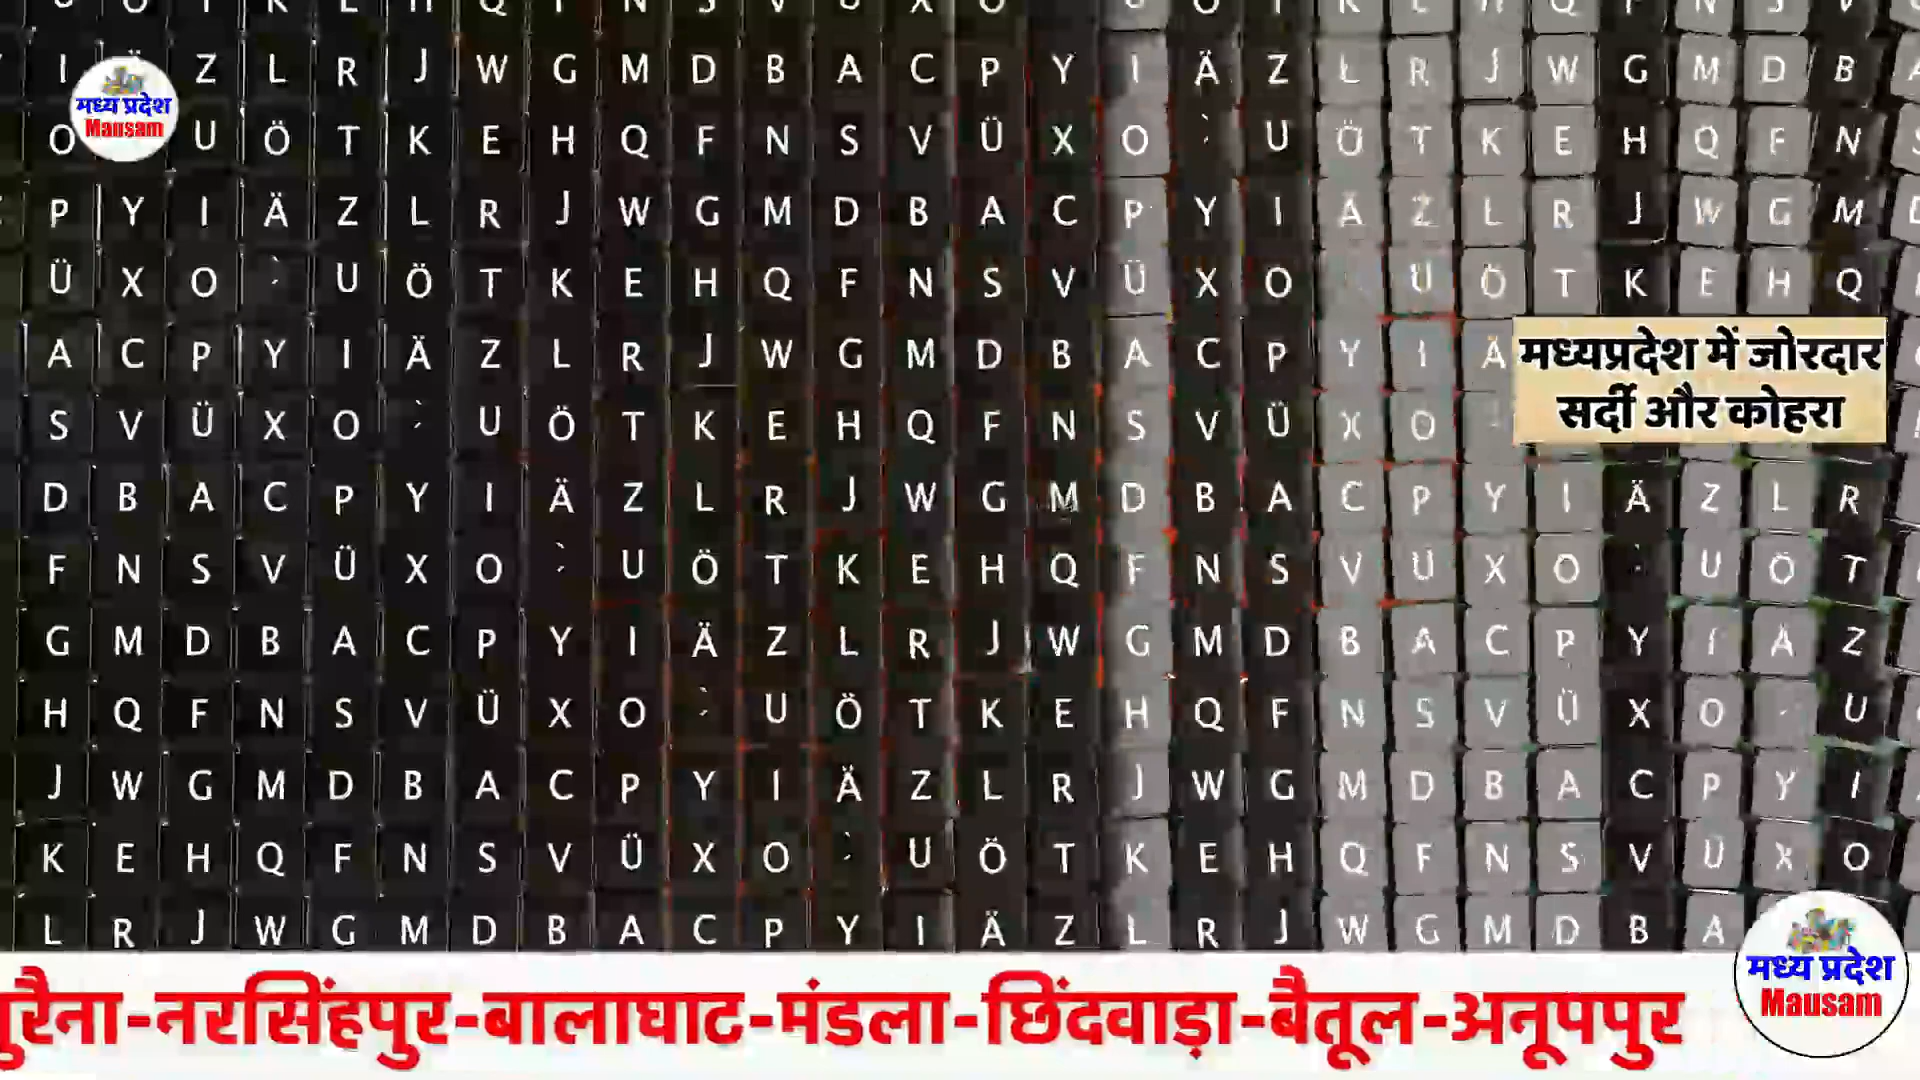 I Z L R J W G M D B A C P Y I Ä Z L R J W G M D B
मध्य प्रदेश
Mausam
O U Ö T K E H Q F N S V Ü X O U Ö T K E H Q F N
P Y I Ä Z L R J W G M D B A C P Y I Ä Z L R J W G M
Ü X O U Ö T K E H Q F N S V Ü X O U Ö T K E H Q
A C P Y I Ä Z L R J W G M D B A C P Y I Ä
मध्यप्रदेश में जोरदार
सर्दी और कोहरा
S V Ü X O U Ö T K E H Q F N S V Ü X O
D B A C P Y I Ä Z L R J W G M D B A C P Y I Ä Z L R
F N S V Ü X O U Ö T K E H Q F N S V Ü X O U Ö T
G M D B A C P Y I Ä Z L R J W G M D B A C P Y I Ä Z
H Q F N S V Ü X O U Ö T K E H Q F N S V Ü X O U
J W G M D B A C P Y I Ä Z L R J W G M D B A C P Y I
K E H Q F N S V Ü X O U Ö T K E H Q F N S V Ü X O
L R J W G M D B A C P Y I Ä Z L R J W G M D B A
मध्य प्रदेश
Mausam
-नरसिंहपुर-बालाघाट-मंडला-छिंदवाड़ा-बैतूल-अनूपपुर